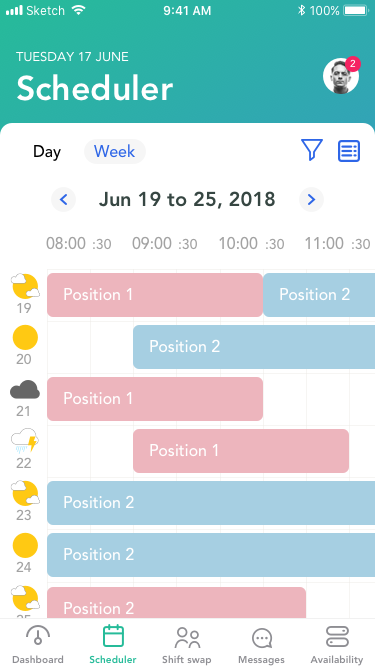 Sketch 9:41 AM 100%
TUESDAY 17 JUNE
Scheduler
2
Day Week
Jun 19 to 25, 2018
08:00 :30 09:00 :30 10:00 :30 11:00 :30
19 Position 1 Position 2
20 Position 2
21 Position 1
22 Position 1
23 Position 2
24 Position 2
25 Position 2
Dashboard Scheduler Shift swap Messages Availability